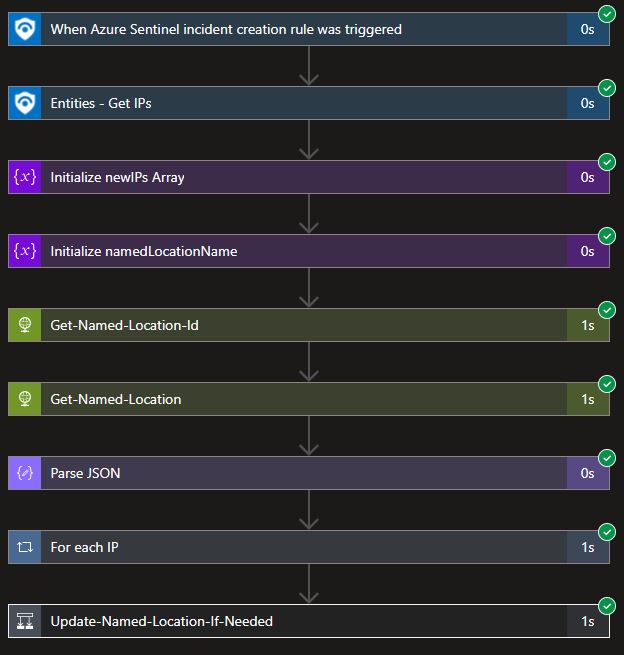 When Azure Sentinel incident creation rule was triggered 0s
Entities - Get IPs 0s
{x} Initialize newIPs Array 0s
{x} Initialize namedLocationName 0s
Get-Named-Location-Id 1s
Get-Named-Location 1s
Parse JSON 0s
For each IP 1s
Update-Named-Location-If-Needed 1s